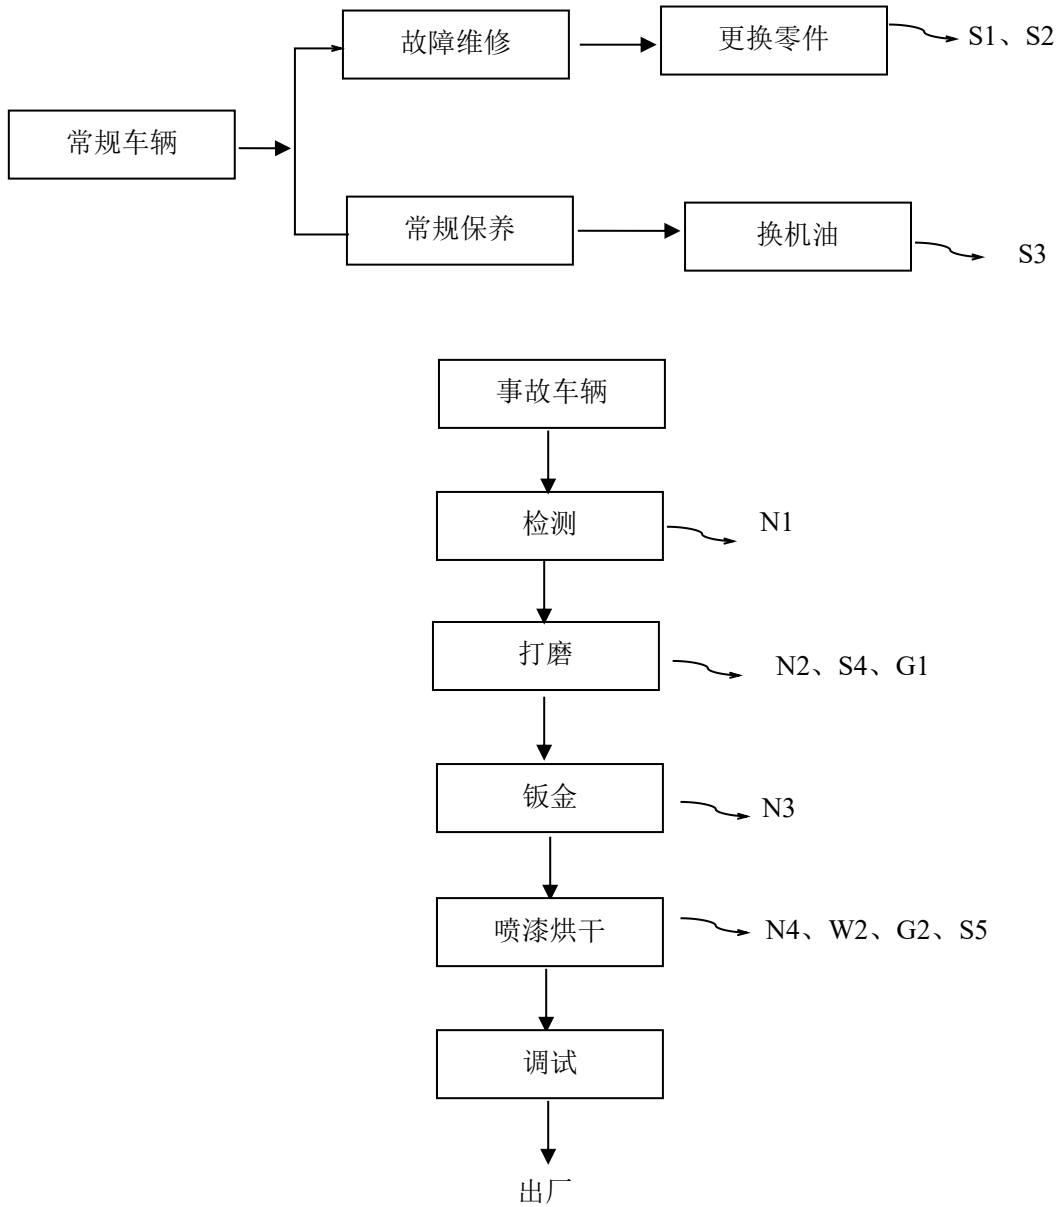 故障维修
更换零件
S1、S2
常规车辆
常规保养
换机油
S3
事故车辆
检测
N1
打磨
N2、S4、G1
钣金
N3
喷漆烘干
N4、W2、G2、S5
调试
出厂